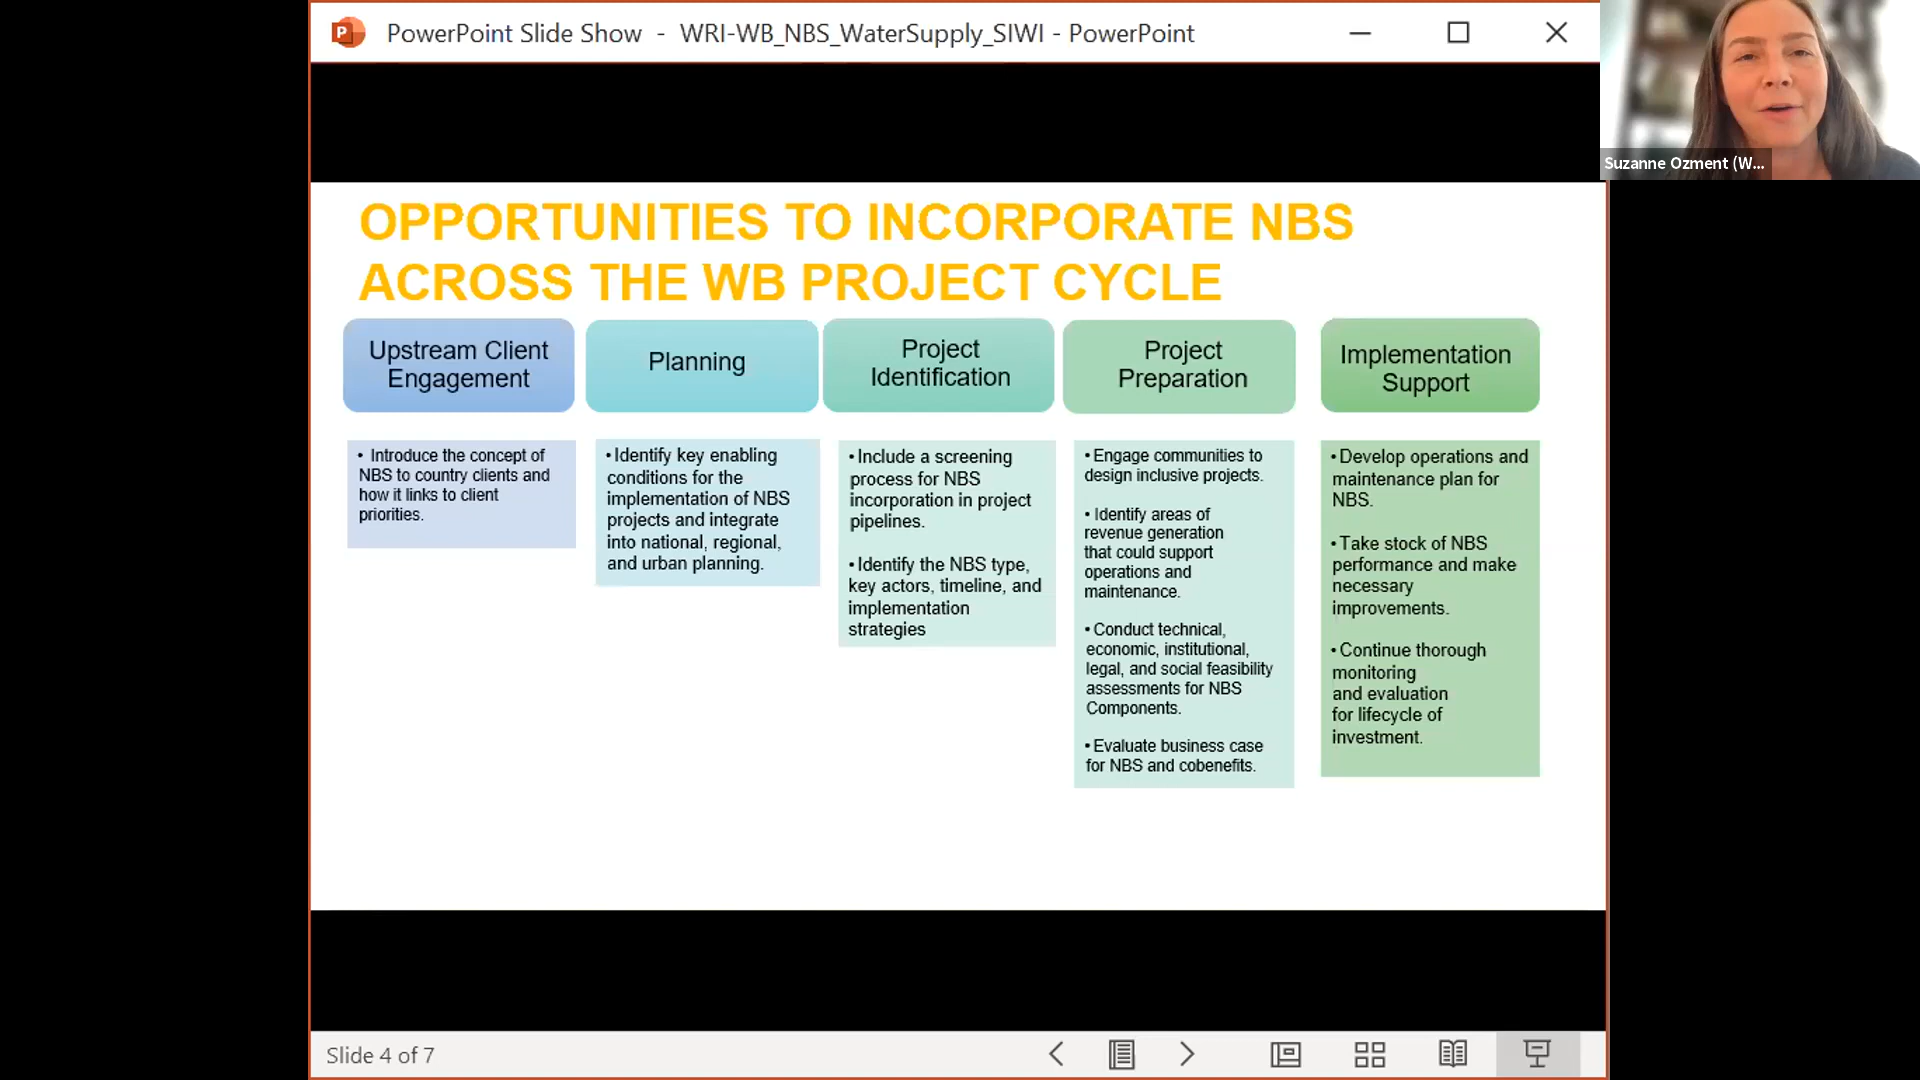 PowerPoint Slide Show - WRI-WB_NBS_WaterSupply_SIWI - PowerPoint
Suzanne Ozment (W...
OPPORTUNITIES TO INCORPORATE NBS
ACROSS THE WB PROJECT CYCLE
Upstream Client
Engagement
• Introduce the concept of
NBS to country clients and
how it links to client
priorities.
Planning
•Identify key enabling
conditions for the
implementation of NBS
projects and integrate
into national, regional,
and urban planning.
Project
Identification
•Include a screening
process for NBS
incorporation in project
pipelines.
•Identify the NBS type,
key actors, timeline, and
implementation
strategies
Project
Preparation
•Engage communities to
design inclusive projects.
• Identify areas of
revenue generation
that could support
operations and
maintenance.
•Conduct technical,
economic, institutional,
legal, and social feasibility
assessments for NBS
Components.
•Evaluate business case
for NBS and cobenefits.
Implementation
Support
•Develop operations and
maintenance plan for
NBS.
•Take stock of NBS
performance and make
necessary
improvements.
•Continue thorough
monitoring
and evaluation
for lifecycle of
investment.
Slide 4 of 7